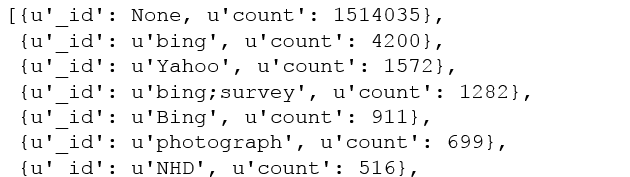 [{u'_id': None, u'count': 1514035},
{u'_id': u'bing', u'count': 4200},
{u'_id': u'Yahoo', u'count': 1572},
{u'_id': u'bing;survey', u'count': 1282},
{u'_id': u'Bing', u'count': 911},
{u'_id': u'photograph', u'count': 699},
{u'_id': u'NHD', u'count': 516},